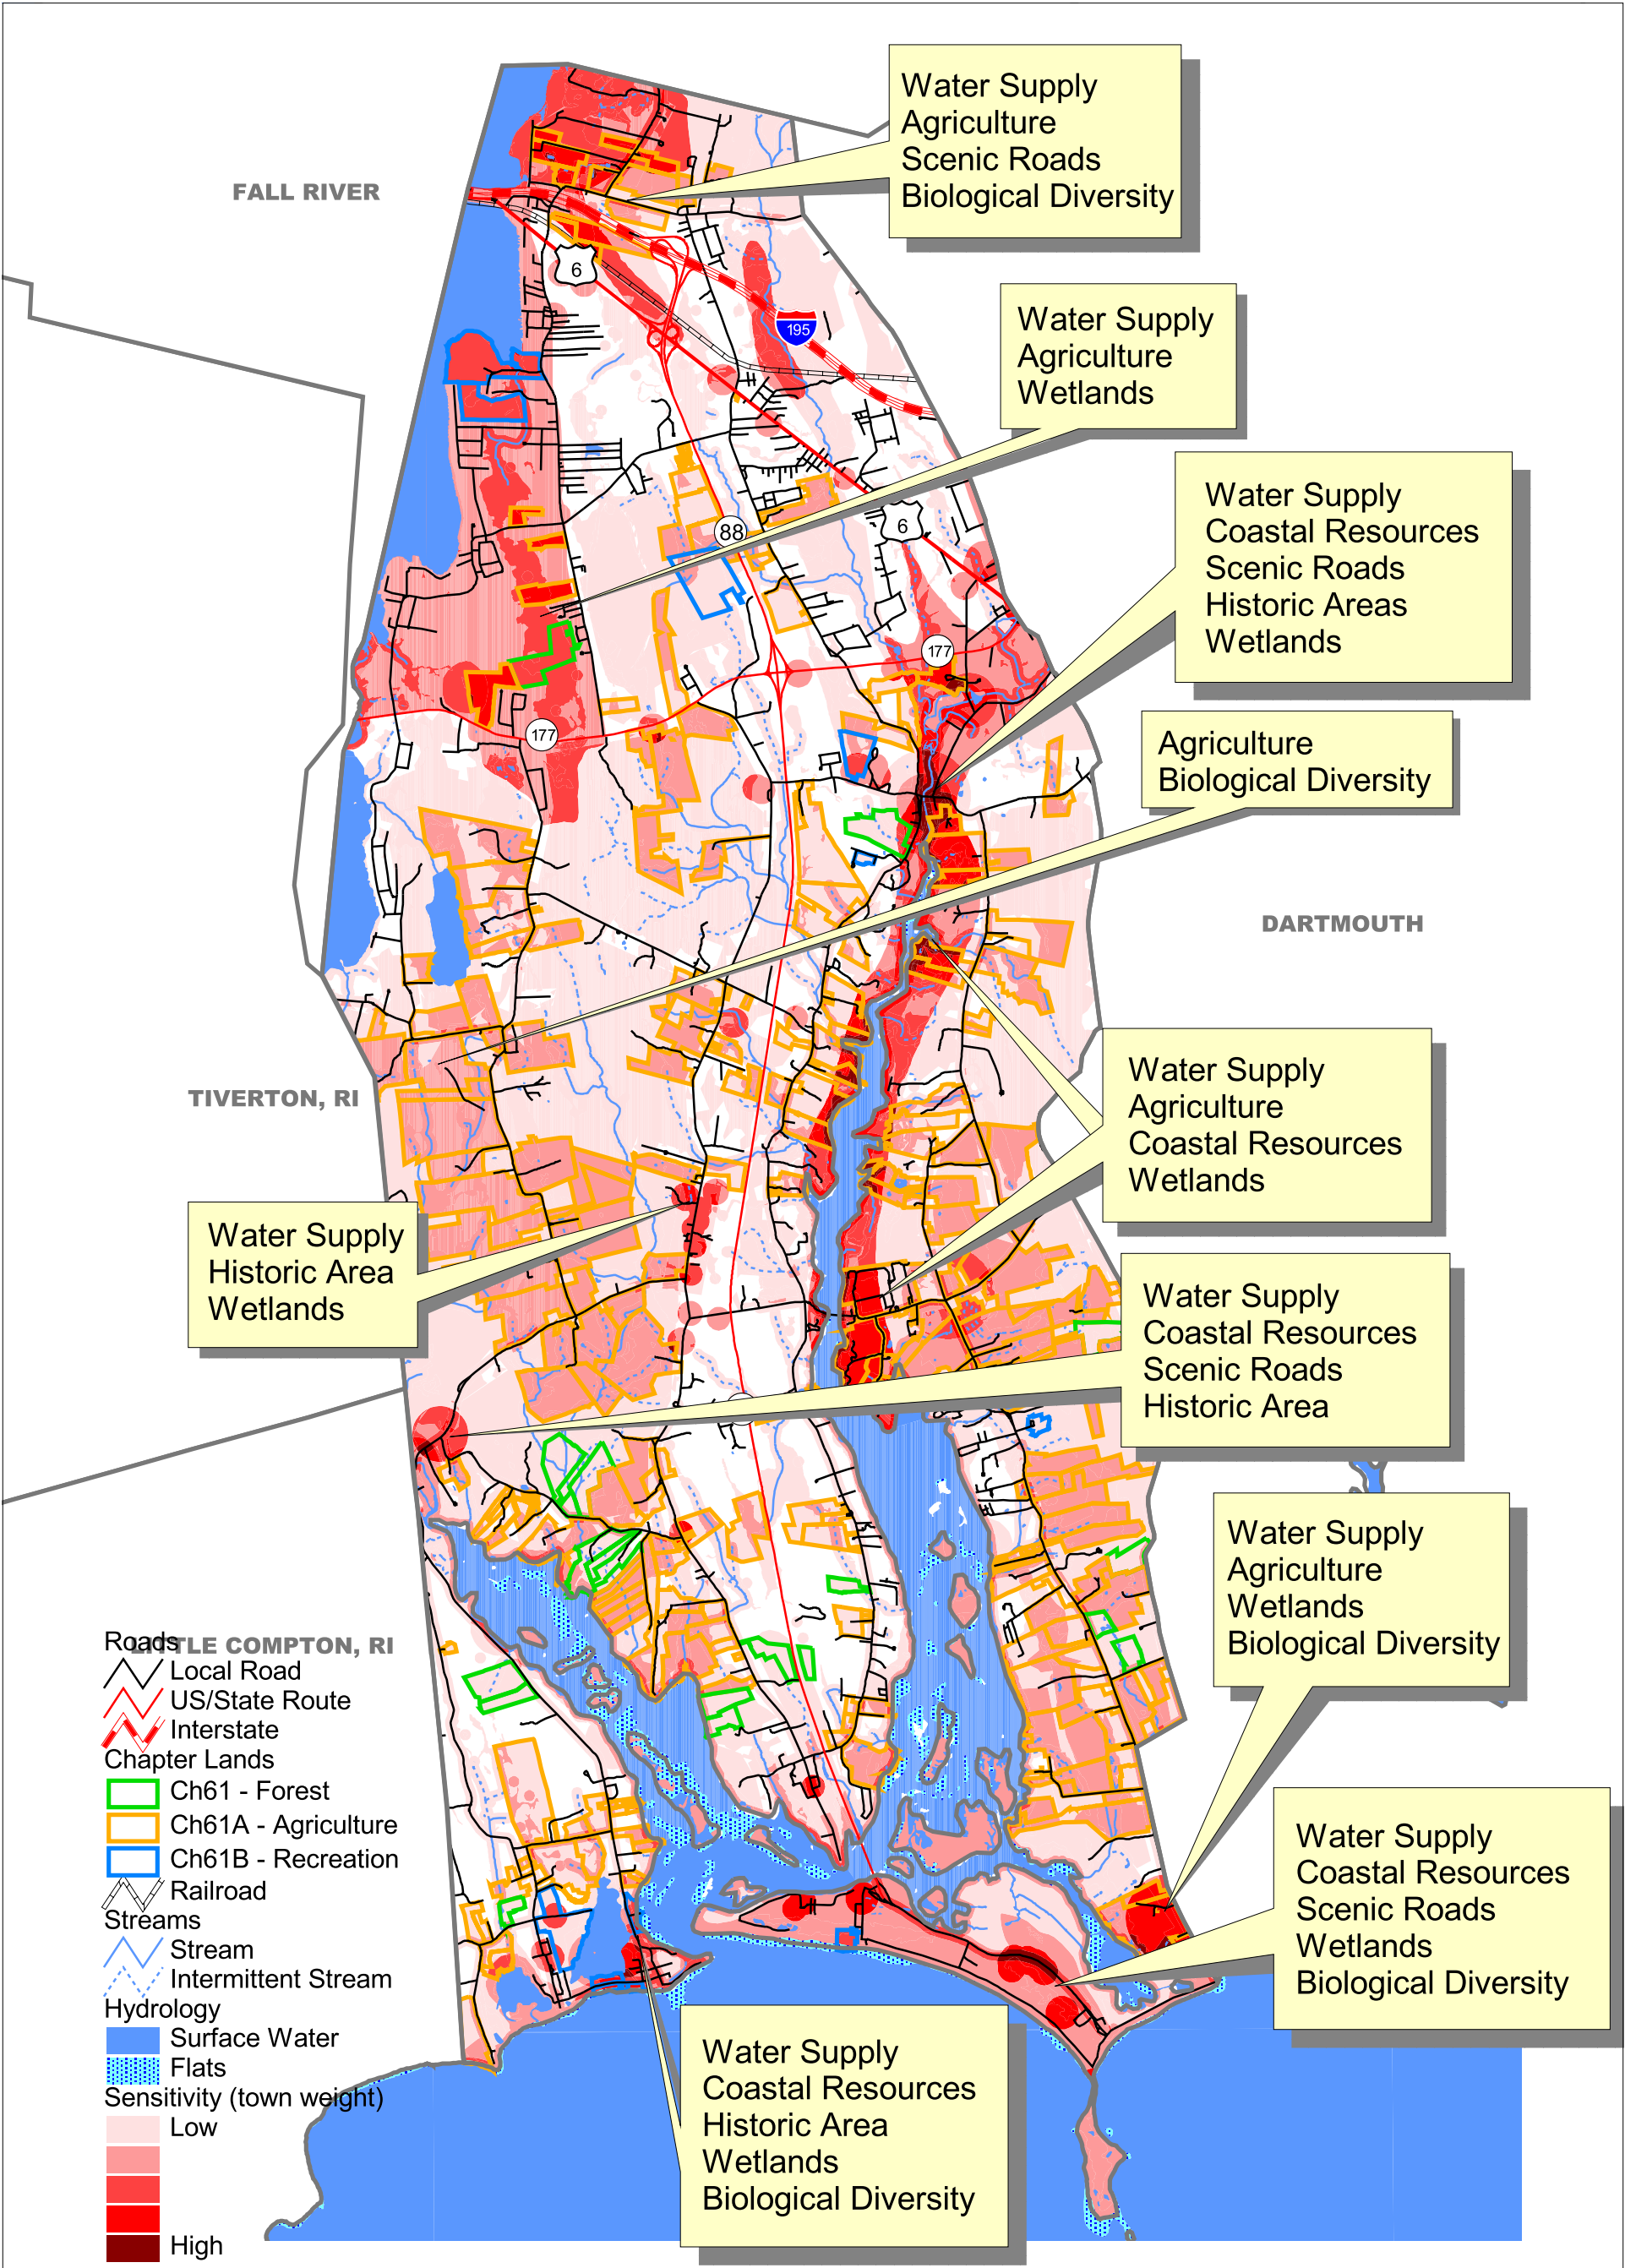 Water Supply
Agriculture
Scenic Roads
Biological Diversity
FALL RIVER
6
195
Water Supply
Agriculture
Wetlands
Water Supply
Coastal Resources
Scenic Roads
Historic Areas
Wetlands
88
6
177
177
Agriculture
Biological Diversity
DARTMOUTH
Water Supply
Agriculture
Coastal Resources
Wetlands
TIVERTON, RI
Water Supply
Historic Area
Wetlands
Water Supply
Coastal Resources
Scenic Roads
Historic Area
Water Supply
Agriculture
Wetlands
Biological Diversity
LITTLE COMPTON, RI
Roads
Local Road
US/State Route
Interstate
Chapter Lands
Ch61 - Forest
Ch61A - Agriculture
Ch61B - Recreation
Railroad
Streams
Stream
Intermittent Stream
Hydrology
Surface Water
Flats
Sensitivity (town weight)
Low
High
Water Supply
Coastal Resources
Scenic Roads
Wetlands
Biological Diversity
Water Supply
Coastal Resources
Historic Area
Wetlands
Biological Diversity